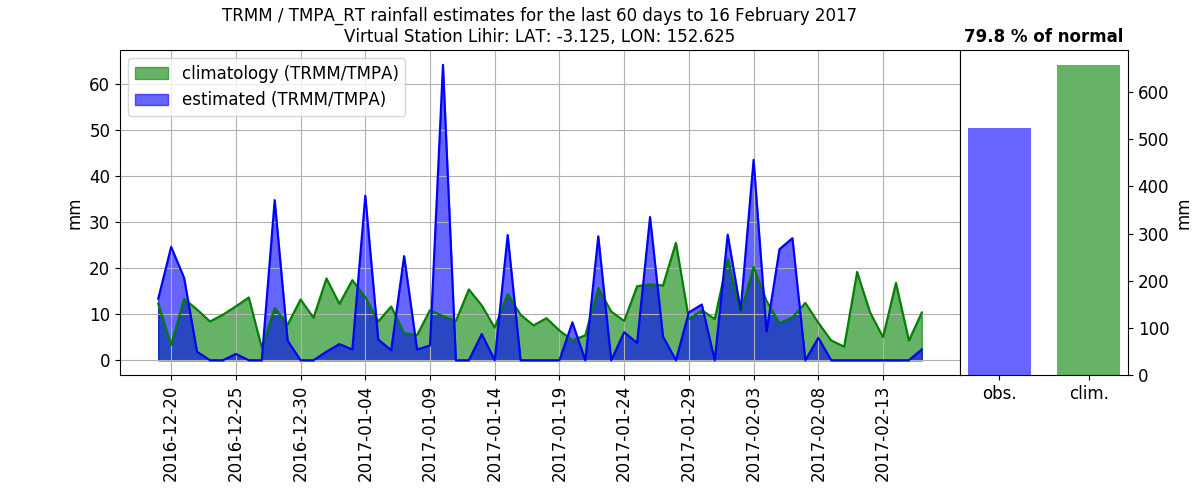 TRMM / TMPA_RT rainfall estimates for the last 60 days to 16 February 2017
Virtual Station Lihir: LAT: -3.125, LON: 152.625
79.8 % of normal
climatology (TRMM/TMPA)
estimated (TRMM/TMPA)
mm
60
50
40
30
20
10
0
2016-12-20
2016-12-25
2016-12-30
2017-01-04
2017-01-09
2017-01-14
2017-01-19
2017-01-24
2017-01-29
2017-02-03
2017-02-08
2017-02-13
obs.
clim.
600
500
400
300
200
100
0
mm